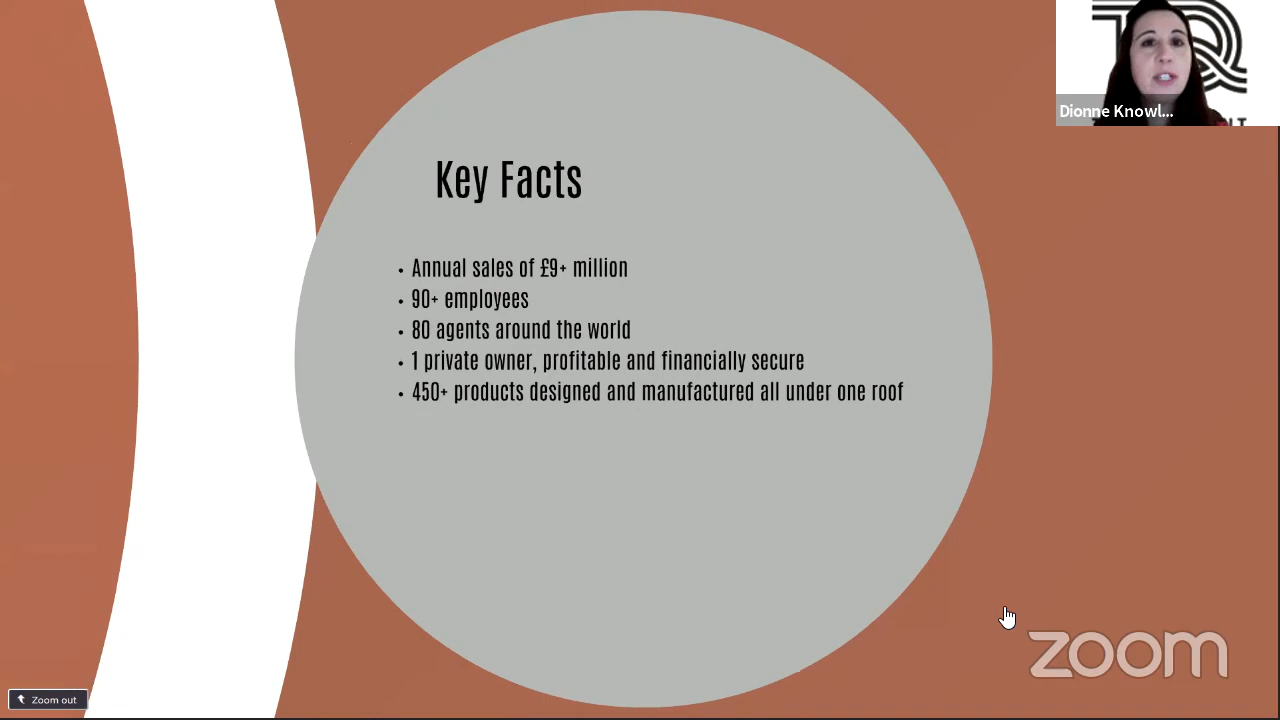 Dionne Knowl...
Key Facts
• Annual sales of £9+ million
• 90+ employees
• 80 agents around the world
• 1 private owner, profitable and financially secure
• 450+ products designed and manufactured all under one roof
zoom
Zoom out